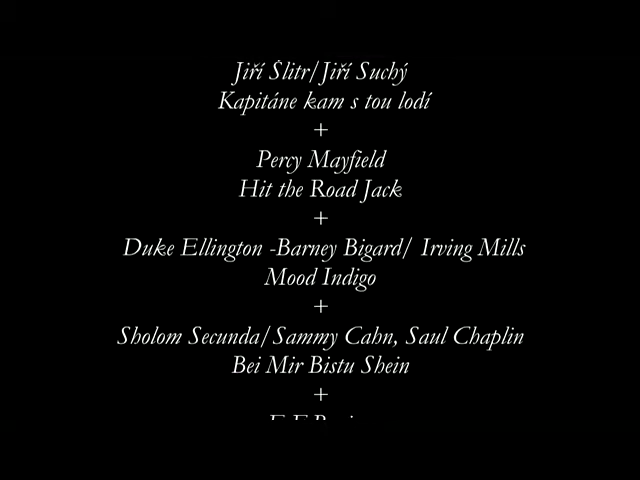 Jiří Šlitr/Jiří Suchý
Kapitáne kam s tou lodí
+
Percy Mayfield
Hit the Road Jack
+
Duke Ellington -Barney Bigard/ Irving Mills
Mood Indigo
+
Sholom Secunda/Sammy Cahn, Saul Chaplin
Bei Mir Bistu Shein
+